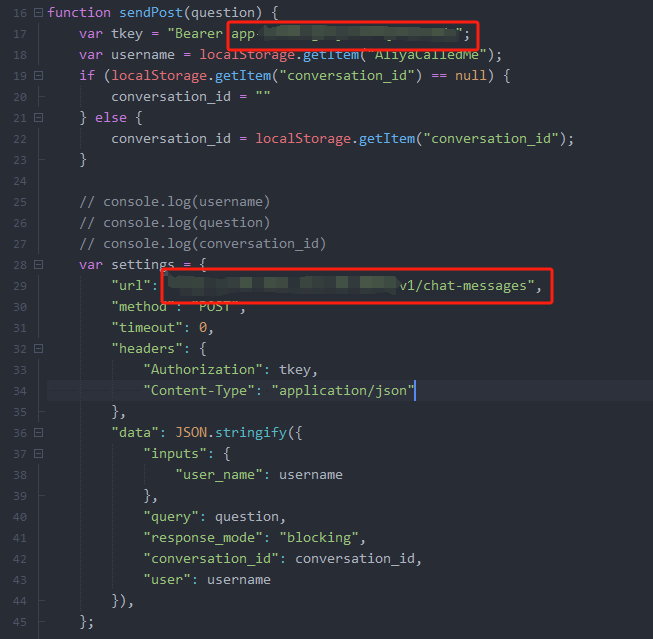 16 function sendPost(question) {
17 var tkey = "Bearer app- ";
18 var username = localStorage.getItem("AliyaCalledMe");
19 if (localStorage.getItem("conversation_id") == null) {
20 conversation_id = ""
21 } else {
22 conversation_id = localStorage.getItem("conversation_id");
23 }
24
25 // console.log(username)
26 // console.log(question)
27 // console.log(conversation_id)
28 var settings = {
29 "url": v1/chat-messages",
30 "method": "POST",
31 "timeout": 0,
32 "headers": {
33 "Authorization": tkey,
34 "Content-Type": "application/json"
35 },
36 "data": JSON.stringify({
37 "inputs": {
38 "user_name": username
39 },
40 "query": question,
41 "response_mode": "blocking",
42 "conversation_id": conversation_id,
43 "user": username
44 }),
45 };